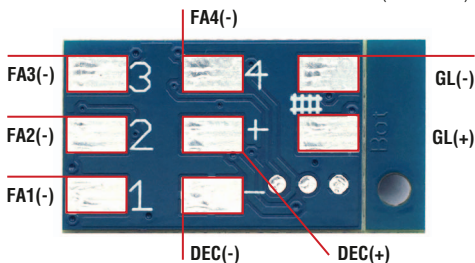 FA4(-)
FA3(-) 3 4 GL(-)
FA2(-) 2 + GL(+)
FA1(-) 1 -
Bot
DEC(-) DEC(+)